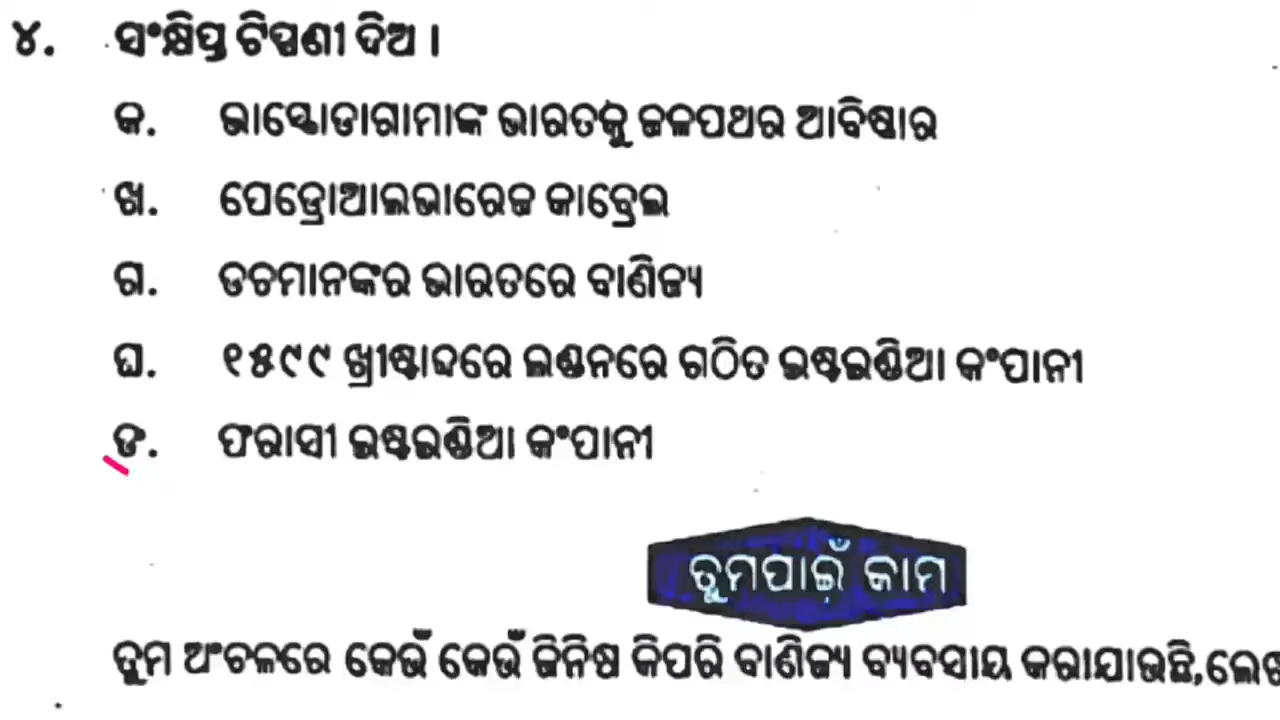 ୪. ସଂକ୍ଷିପ୍ତ ଟିପ୍ପଣୀ ଦିଅ ।
କ. ଭାସ୍କୋଡାଗାମାଙ୍କ ଭାରତକୁ ଜଳପଥର ଆବିଷ୍କାର
ଖ. ପେଡ୍ରୋଆଲଭାରେଜ କାବ୍ରେଲ
ଗ. ଡଚମାନଙ୍କର ଭାରତରେ ବାଣିଜ୍ୟ
ଘ. ୧୫୯୯ ଖ୍ରୀଷ୍ଟାବ୍ଦରେ ଲଣ୍ଡନରେ ଗଠିତ ଇଷ୍ଟଇଣ୍ଡିଆ କଂପାନୀ
ଙ. ଫରାସୀ ଇଷ୍ଟଇଣ୍ଡିଆ କଂପାନୀ
ତୁମପାଇଁ କାମ
ତୁମ ଅଂଚଳରେ କେଉଁ କେଉଁ ଜିନିଷ କିପରି ବାଣିଜ୍ୟ ବ୍ୟବସାୟ କରାଯାଉଛି,